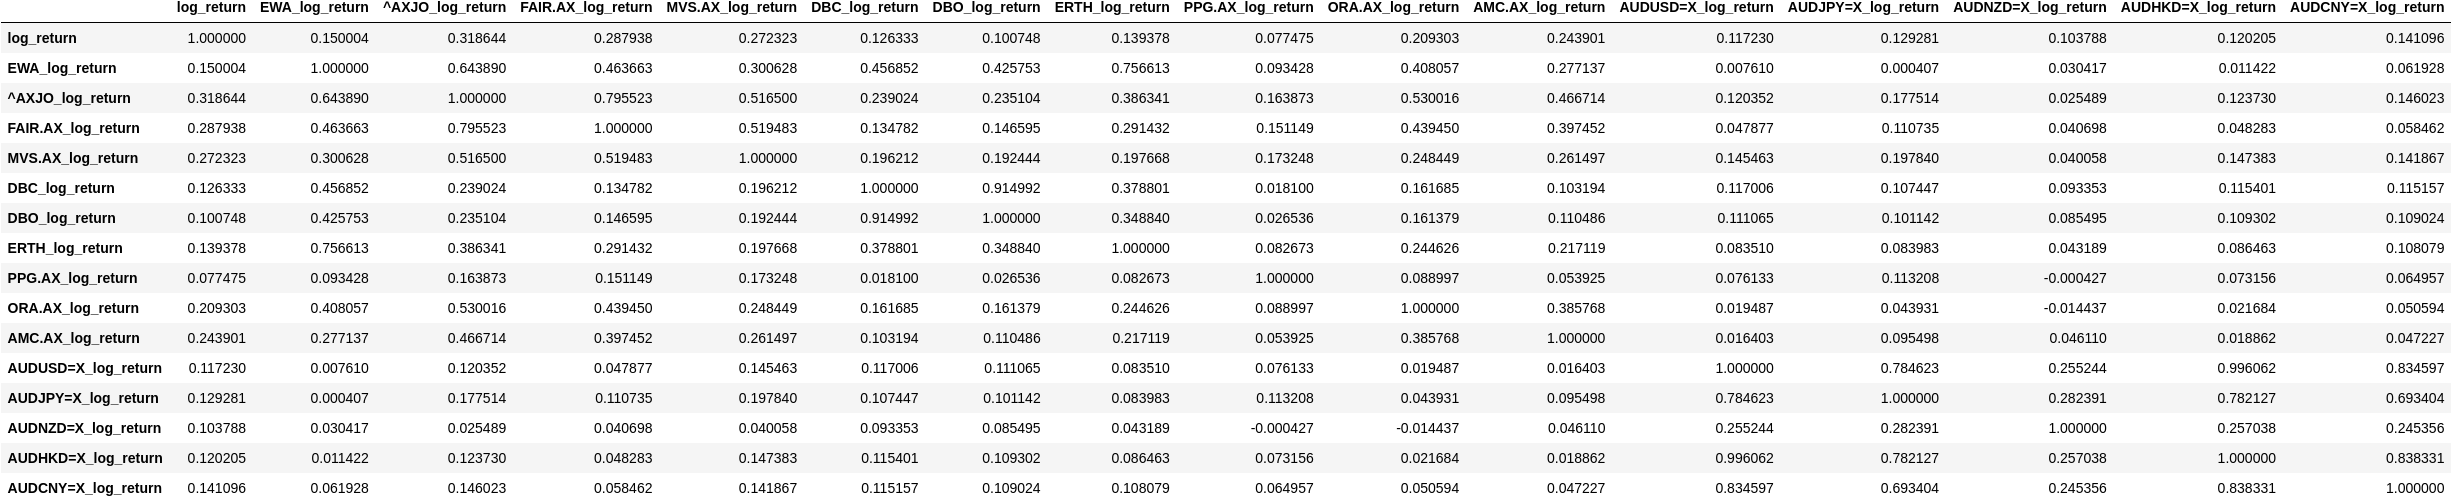 log_return EWA_log_return ^AXJO_log_return FAIR.AX_log_return MVS.AX_log_return DBC_log_return DBO_log_return ERTH_log_return PPG.AX_log_return ORA.AX_log_return AMC.AX_log_return AUDUSD=X_log_return AUDJPY=X_log_return AUDNZD=X_log_return AUDHKD=X_log_return AUDCNY=X_log_return
log_return 1.000000 0.150004 0.318644 0.287938 0.272323 0.126333 0.100748 0.139378 0.077475 0.209303 0.243901 0.117230 0.129281 0.103788 0.120205 0.141096
EWA_log_return 0.150004 1.000000 0.643890 0.463663 0.300628 0.456852 0.425753 0.756613 0.093428 0.408057 0.277137 0.007610 0.000407 0.030417 0.011422 0.061928
^AXJO_log_return 0.318644 0.643890 1.000000 0.795523 0.516500 0.239024 0.235104 0.386341 0.163873 0.530016 0.466714 0.120352 0.177514 0.025489 0.123730 0.146023
FAIR.AX_log_return 0.287938 0.463663 0.795523 1.000000 0.519483 0.134782 0.146595 0.291432 0.151149 0.439450 0.397452 0.047877 0.110735 0.040698 0.048283 0.058462
MVS.AX_log_return 0.272323 0.300628 0.516500 0.519483 1.000000 0.196212 0.192444 0.197668 0.173248 0.248449 0.261497 0.145463 0.197840 0.040058 0.147383 0.141867
DBC_log_return 0.126333 0.456852 0.239024 0.134782 0.196212 1.000000 0.914992 0.378801 0.018100 0.161685 0.103194 0.117006 0.107447 0.093353 0.115401 0.115157
DBO_log_return 0.100748 0.425753 0.235104 0.146595 0.192444 0.914992 1.000000 0.348840 0.026536 0.161379 0.110486 0.111065 0.101142 0.085495 0.109302 0.109024
ERTH_log_return 0.139378 0.756613 0.386341 0.291432 0.197668 0.378801 0.348840 1.000000 0.082673 0.244626 0.217119 0.083510 0.083983 0.043189 0.086463 0.108079
PPG.AX_log_return 0.077475 0.093428 0.163873 0.151149 0.173248 0.018100 0.026536 0.082673 1.000000 0.088997 0.053925 0.076133 0.113208 -0.000427 0.073156 0.064957
ORA.AX_log_return 0.209303 0.408057 0.530016 0.439450 0.248449 0.161685 0.161379 0.244626 0.088997 1.000000 0.385768 0.019487 0.043931 -0.014437 0.021684 0.050594
AMC.AX_log_return 0.243901 0.277137 0.466714 0.397452 0.261497 0.103194 0.110486 0.217119 0.053925 0.385768 1.000000 0.016403 0.095498 0.046110 0.018862 0.047227
AUDUSD=X_log_return 0.117230 0.007610 0.120352 0.047877 0.145463 0.117006 0.111065 0.083510 0.076133 0.019487 0.016403 1.000000 0.784623 0.255244 0.996062 0.834597
AUDJPY=X_log_return 0.129281 0.000407 0.177514 0.110735 0.197840 0.107447 0.101142 0.083983 0.113208 0.043931 0.095498 0.784623 1.000000 0.282391 0.782127 0.693404
AUDNZD=X_log_return 0.103788 0.030417 0.025489 0.040698 0.040058 0.093353 0.085495 0.043189 -0.000427 -0.014437 0.046110 0.255244 0.282391 1.000000 0.257038 0.245356
AUDHKD=X_log_return 0.120205 0.011422 0.123730 0.048283 0.147383 0.115401 0.109302 0.086463 0.073156 0.021684 0.018862 0.996062 0.782127 0.257038 1.000000 0.838331
AUDCNY=X_log_return 0.141096 0.061928 0.146023 0.058462 0.141867 0.115157 0.109024 0.108079 0.064957 0.050594 0.047227 0.834597 0.693404 0.245356 0.838331 1.000000